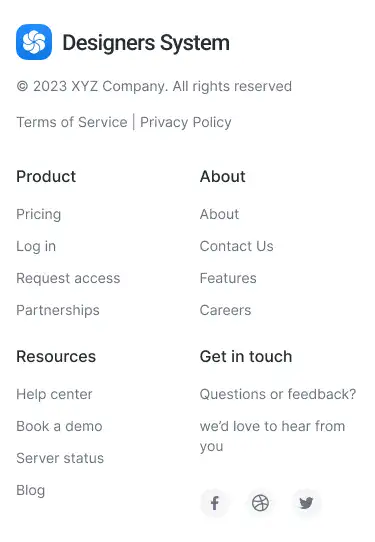 Designers System
© 2023 XYZ Company. All rights reserved
Terms of Service | Privacy Policy
Product
Pricing
Log in
Request access
Partnerships
About
About
Contact Us
Features
Careers
Resources
Help center
Book a demo
Server status
Blog
Get in touch
Questions or feedback?
we’d love to hear from
you